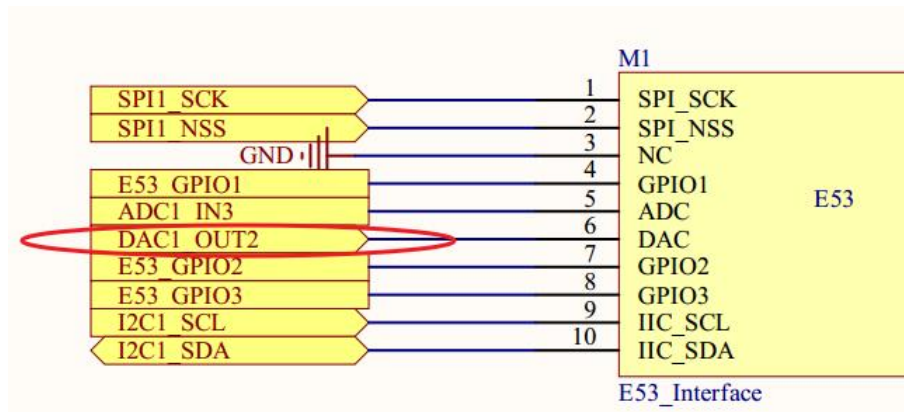 M1
SPI1_SCK 1 SPI_SCK
SPI1_NSS 2 SPI_NSS
GND 3 NC
E53_GPIO1 4 GPIO1
ADC1_IN3 5 ADC
E53
DAC1_OUT2 6 DAC
E53_GPIO2 7 GPIO2
E53_GPIO3 8 GPIO3
I2C1_SCL 9 IIC_SCL
I2C1_SDA 10 IIC_SDA
E53_Interface